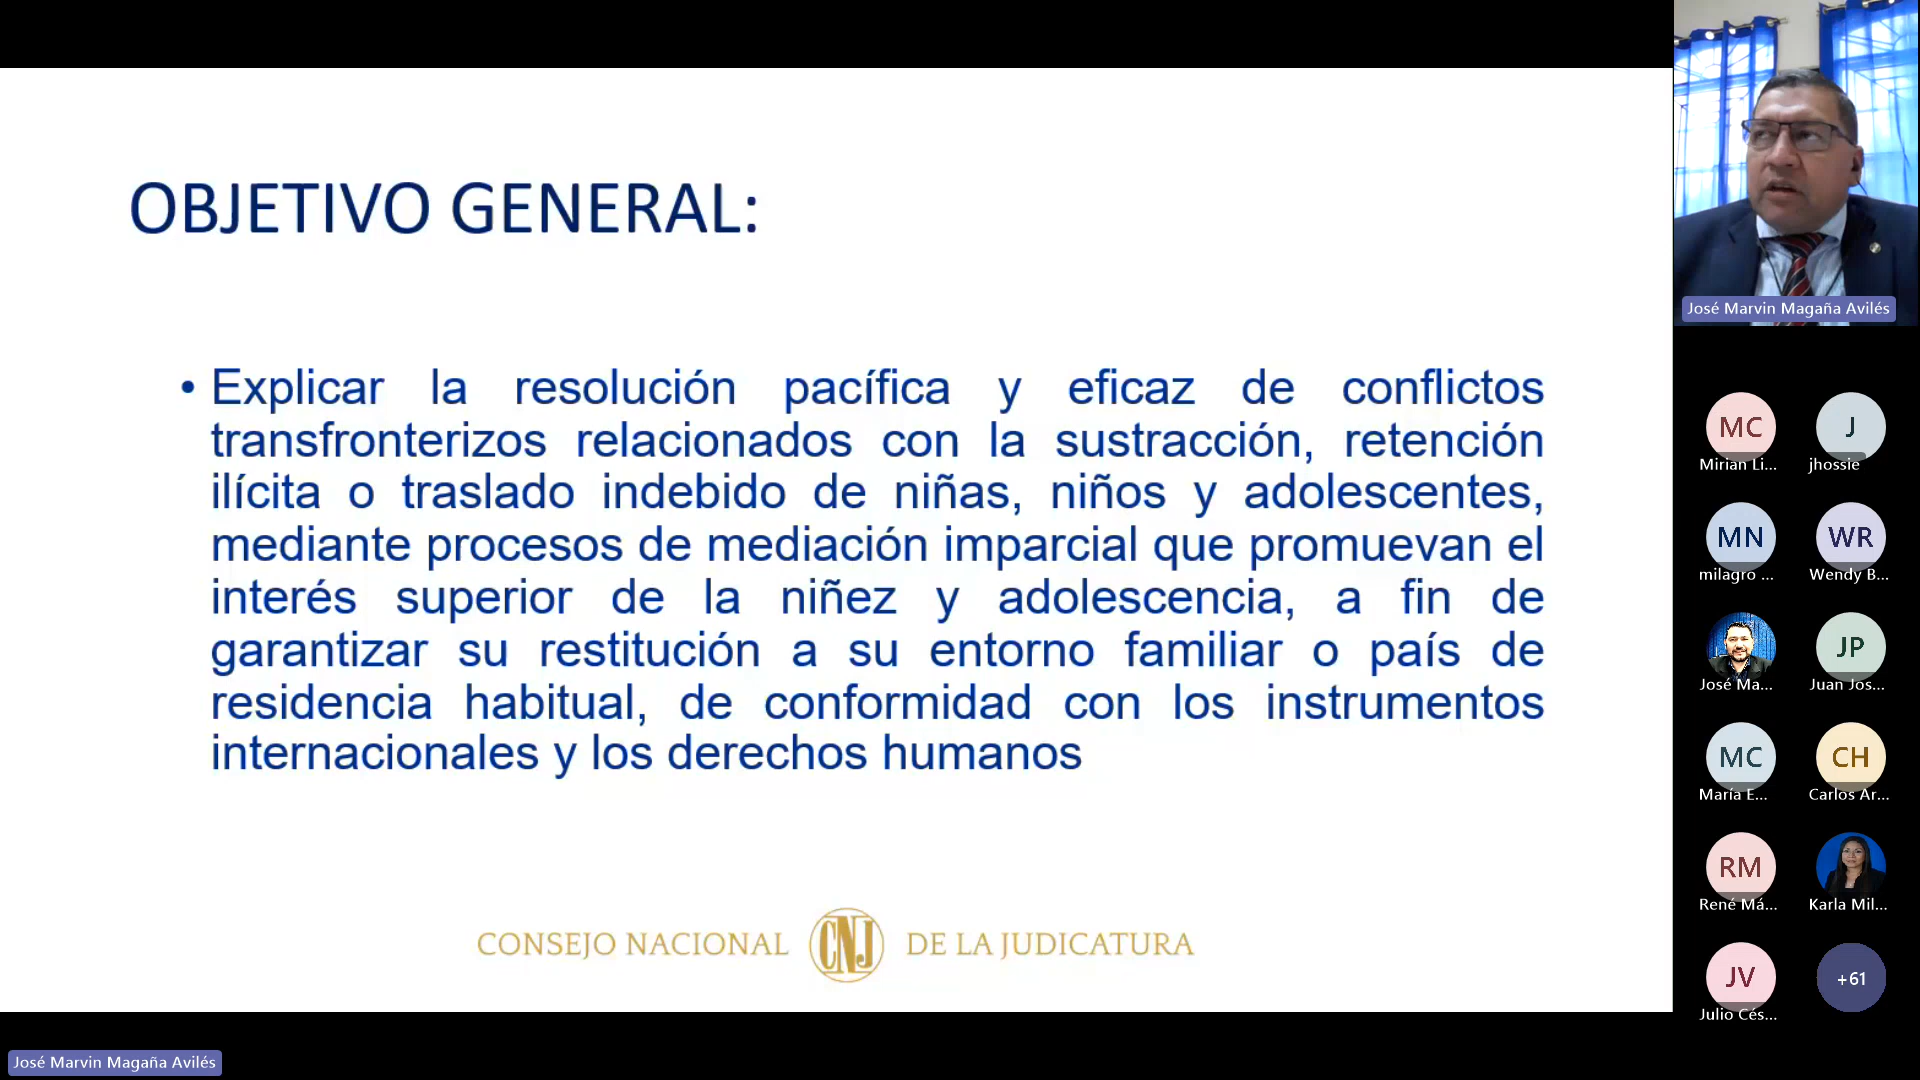 OBJETIVO GENERAL:
• Explicar la resolución pacífica y eficaz de conflictos
transfronterizos relacionados con la sustracción, retención
ilícita o traslado indebido de niñas, niños y adolescentes,
mediante procesos de mediación imparcial que promuevan el
interés superior de la niñez y adolescencia, a fin de
garantizar su restitución a su entorno familiar o país de
residencia habitual, de conformidad con los instrumentos
internacionales y los derechos humanos
CONSEJO NACIONAL CNJ DE LA JUDICATURA
José Marvin Magaña Avilés
José Marvin Magaña Avilés
MC J
Mirian Li... jhossie
MN WR
milagro ... Wendy B...
JP
José Ma... Juan Jos...
MC CH
María E... Carlos Ar...
RM
René Má... Karla Mil...
JV +61
Julio Cés...